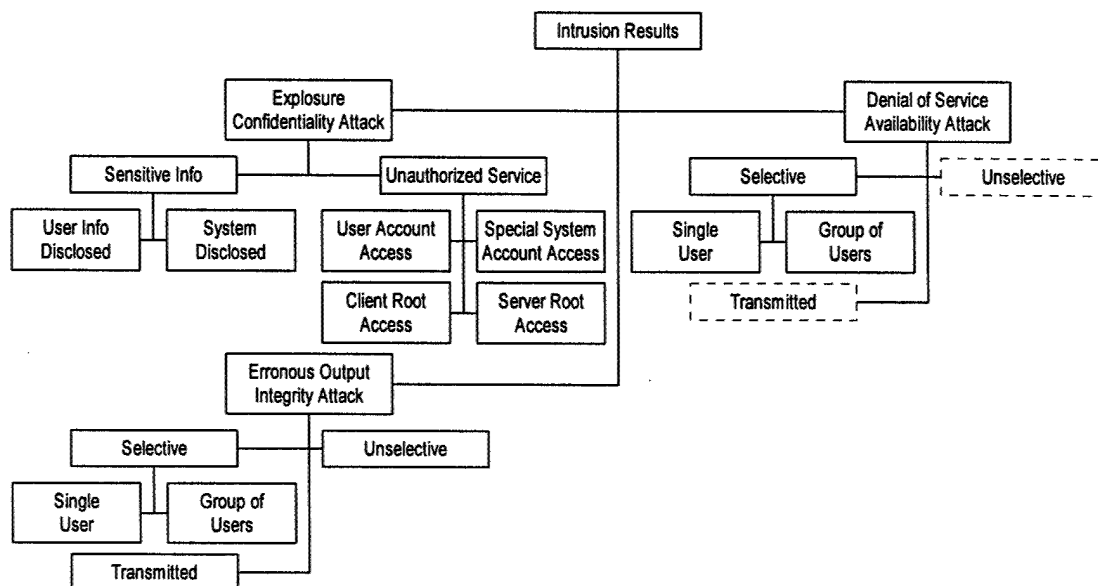 Intrusion Results
Explosure
Confidentiality Attack
Denial of Service
Availability Attack
Sensitive Info
Unauthorized Service
Selective
Unselective
User Info
Disclosed
System
Disclosed
User Account
Access
Special System
Account Access
Single
User
Group of
Users
Client Root
Access
Server Root
Access
Transmitted
Erronous Output
Integrity Attack
Selective
Unselective
Single
User
Group of
Users
Transmitted